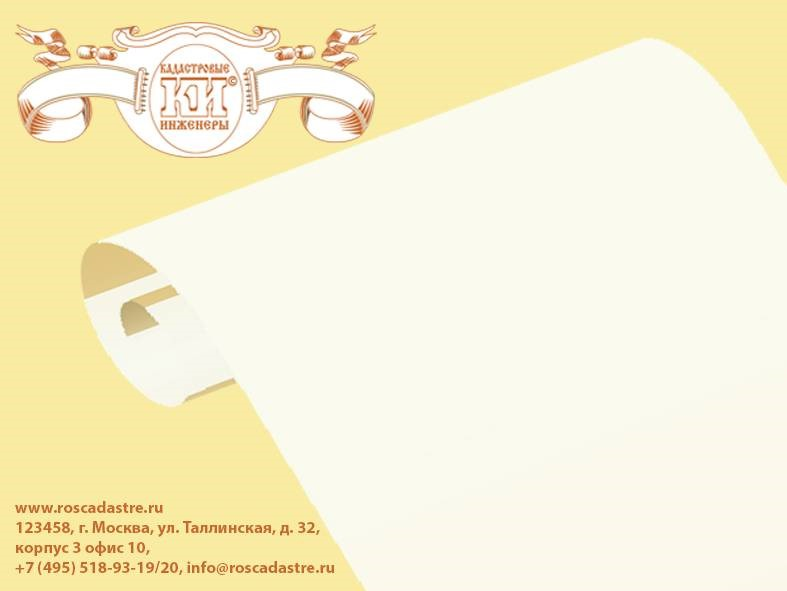 КАДАСТРОВЫЕ
КИ©
ИНЖЕНЕРЫ
www.roscadastre.ru
123458, г. Москва, ул. Таллинская, д. 32,
корпус 3 офис 10,
+7 (495) 518-93-19/20, info@roscadastre.ru